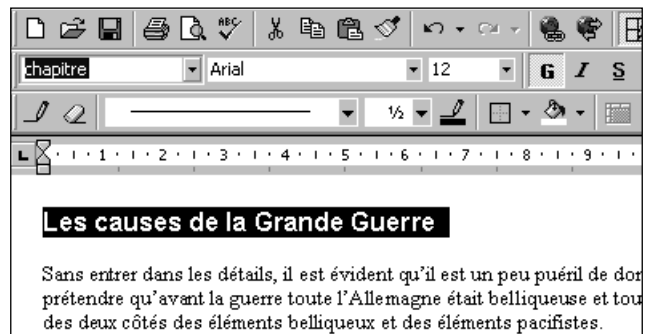 ABC
chapitre Arial 12 G I S
½
1 2 3 4 5 6 7 8 9
Les causes de la Grande Guerre
Sans entrer dans les détails, il est évident qu'il est un peu puéril de
prétendre qu'avant la guerre toute l'Allemagne était belliqueuse et
des deux côtés des éléments belliqueux et des éléments pacifistes.